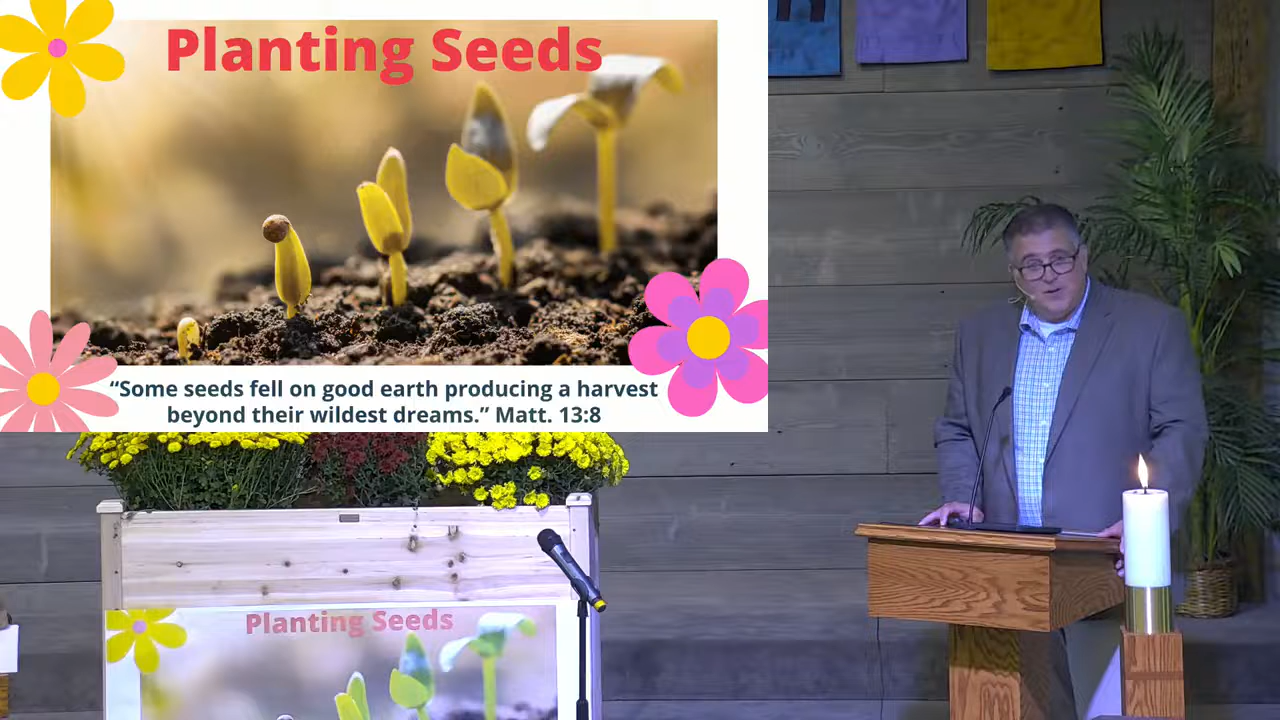 Planting Seeds
“Some seeds fell on good earth producing a harvest
beyond their wildest dreams.” Matt. 13:8
Planting Seeds